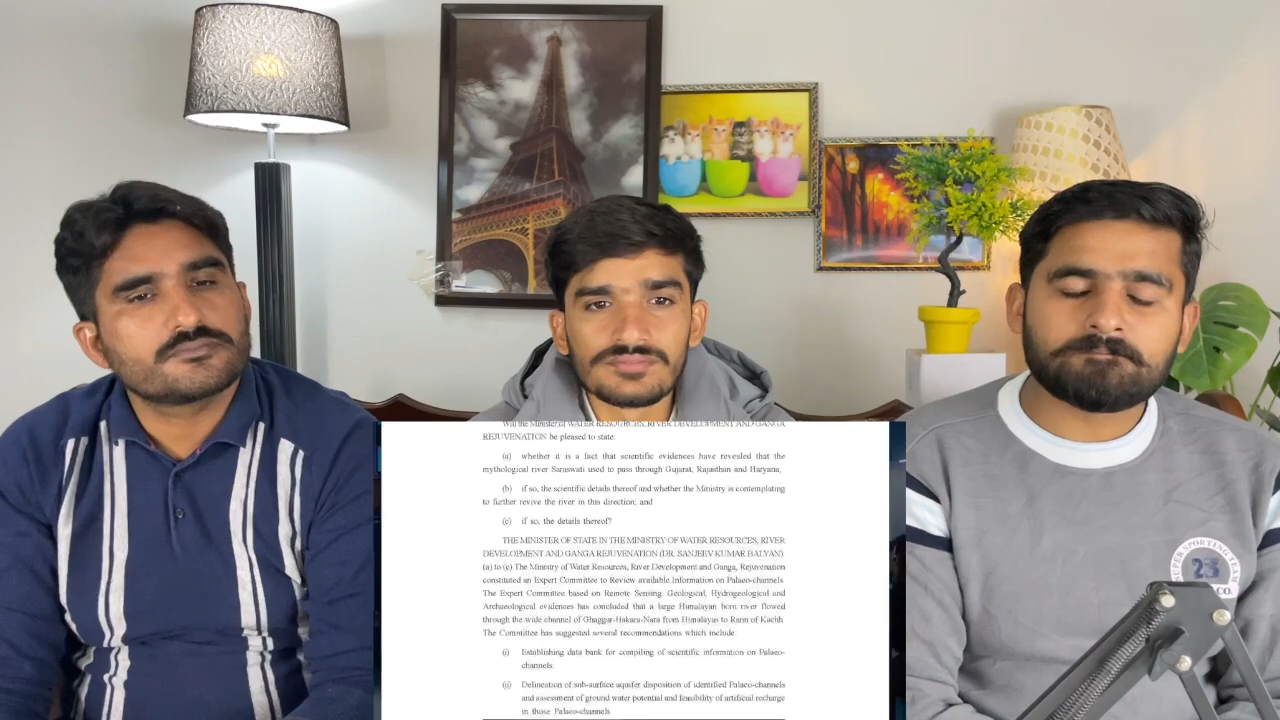 Will the Minister of WATER RESOURCES, RIVER DEVELOPMENT AND GANGA
REJUVENATION be pleased to state:
(a) whether it is a fact that scientific evidences have revealed that the
mythological river Saraswati used to pass through Gujarat, Rajasthan and Haryana;
(b) if so, the scientific details thereof and whether the Ministry is contemplating
to further revive the river in this direction; and
(c) if so, the details thereof?
THE MINISTER OF STATE IN THE MINISTRY OF WATER RESOURCES, RIVER
DEVELOPMENT AND GANGA REJUVENATION (DR. SANJEEV KUMAR BALYAN):
(a) to (c) The Ministry of Water Resources, River Development and Ganga, Rejuvenation
constituted an Expert Committee to Review available Information on Palaeo-channels.
The Expert Committee based on Remote Sensing, Geological, Hydrogeological and
Archaeological evidences has concluded that a large Himalayan born river flowed
through the wide channel of Ghaggar-Hakara-Nara from Himalayas to Rann of Kachh.
The Committee has suggested several recommendations which include:
(i) Establishing data bank for compiling of scientific information on Palaeo-
channels.
(ii) Delineation of sub-surface aquifer disposition of identified Palaeo-channels
and assessment of ground water potential and feasibility of artificial recharge
in those Palaeo-channels.
SUPER SPORTING TEAM
23
CO.